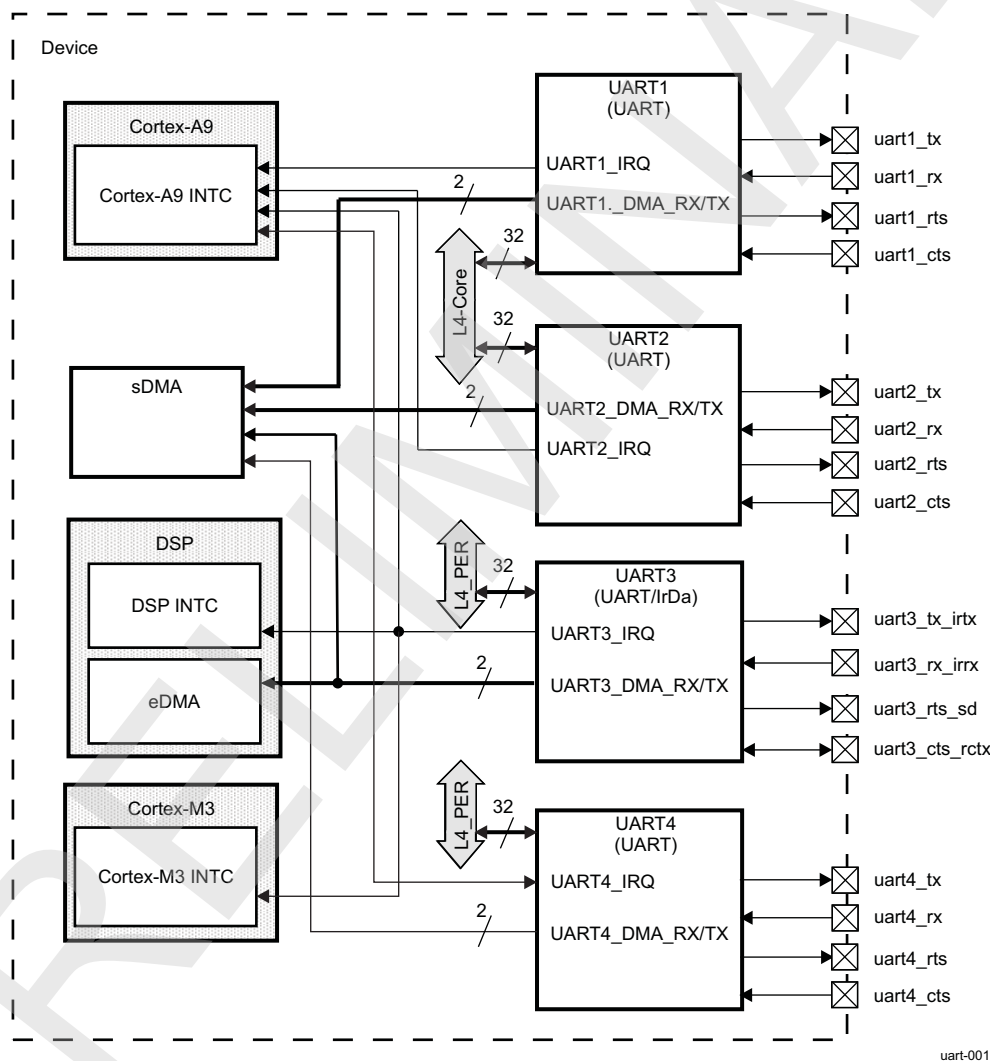 Device
Cortex-A9
Cortex-A9 INTC
sDMA
DSP
DSP INTC
eDMA
Cortex-M3
Cortex-M3 INTC
2
32
L4-Core
32
2
L4_PER
32
2
L4_PER
32
2
UART1
(UART)
UART1_IRQ
UART1._DMA_RX/TX
UART2
(UART)
UART2_DMA_RX/TX
UART2_IRQ
UART3
(UART/IrDa)
UART3_IRQ
UART3_DMA_RX/TX
UART4
(UART)
UART4_IRQ
UART4_DMA_RX/TX
uart1_tx
uart1_rx
uart1_rts
uart1_cts
uart2_tx
uart2_rx
uart2_rts
uart2_cts
uart3_tx_irtx
uart3_rx_irrx
uart3_rts_sd
uart3_cts_rctx
uart4_tx
uart4_rx
uart4_rts
uart4_cts
uart-001
RELIMINA